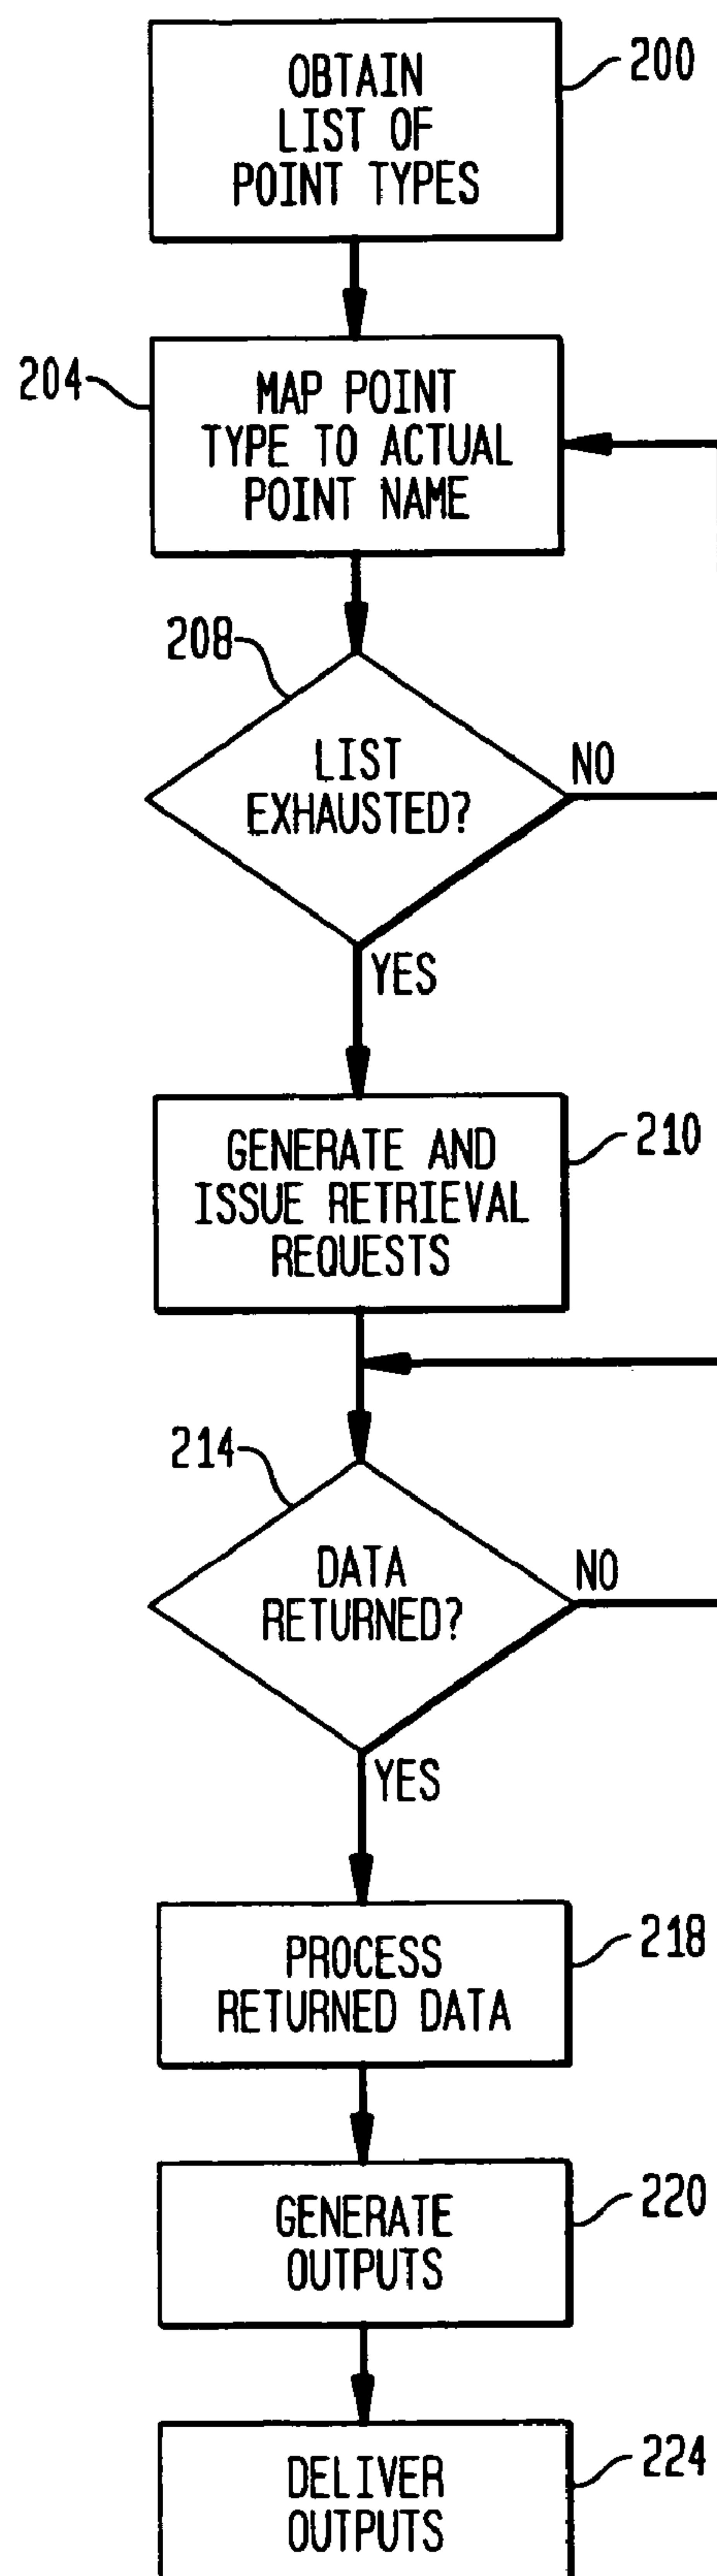 OBTAIN
LIST OF
POINT TYPES
200
204
MAP POINT
TYPE TO ACTUAL
POINT NAME
208
LIST
EXHAUSTED?
NO
YES
GENERATE AND
ISSUE RETRIEVAL
REQUESTS
210
214
DATA
RETURNED?
NO
YES
PROCESS
RETURNED DATA
218
GENERATE
OUTPUTS
220
DELIVER
OUTPUTS
224